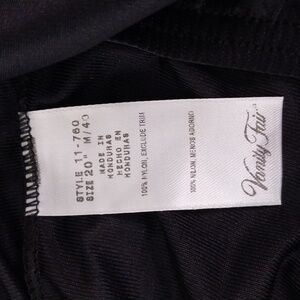 STYLE 11-760
SIZE 20" M/40
MADE IN
HONDURAS
HECHO EN
HONDURAS
100% NYLON, EXCLUDE TRIM
100% NILON, MENOS ADORNO
Vanity Fair